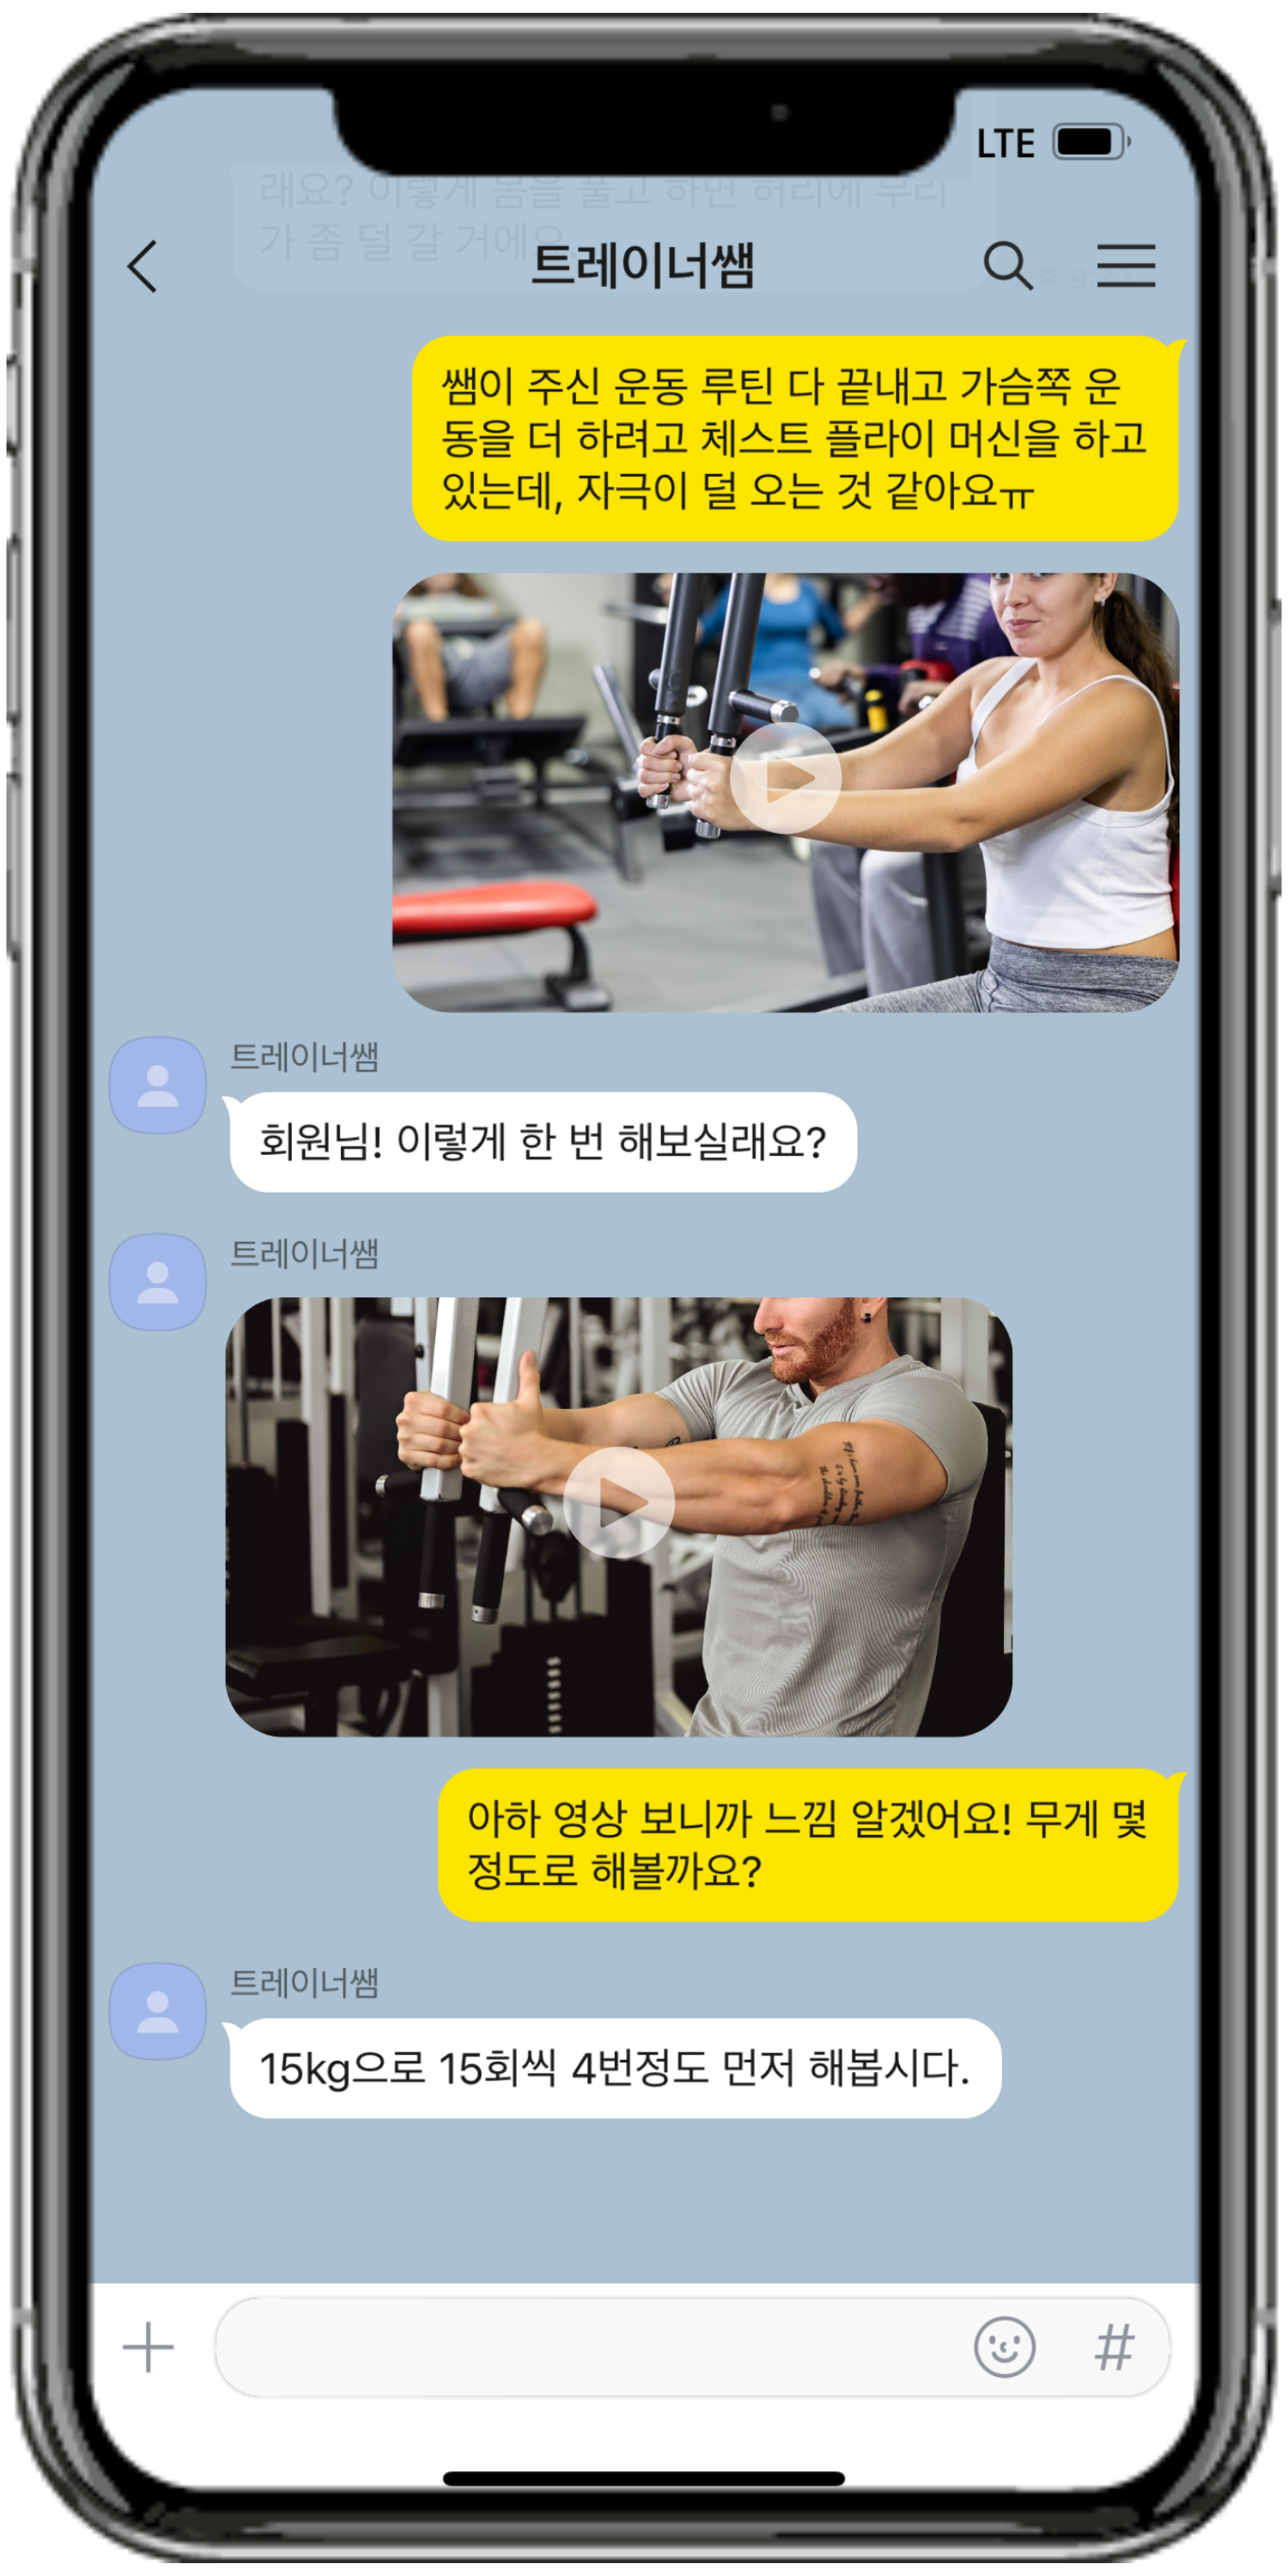 LTE
래요? 이렇게 몸을 풀고 하면 허리에 무리
가 좀 덜 갈 거에요
트레이너쌤
쌤이 주신 운동 루틴 다 끝내고 가슴쪽 운
동을 더 하려고 체스트 플라이 머신을 하고
있는데, 자극이 덜 오는 것 같아요ㅠ
트레이너쌤
회원님! 이렇게 한 번 해보실래요?
트레이너쌤
아하 영상 보니까 느낌 알겠어요! 무게 몇
정도로 해볼까요?
트레이너쌤
15kg으로 15회씩 4번정도 먼저 해봅시다.
#